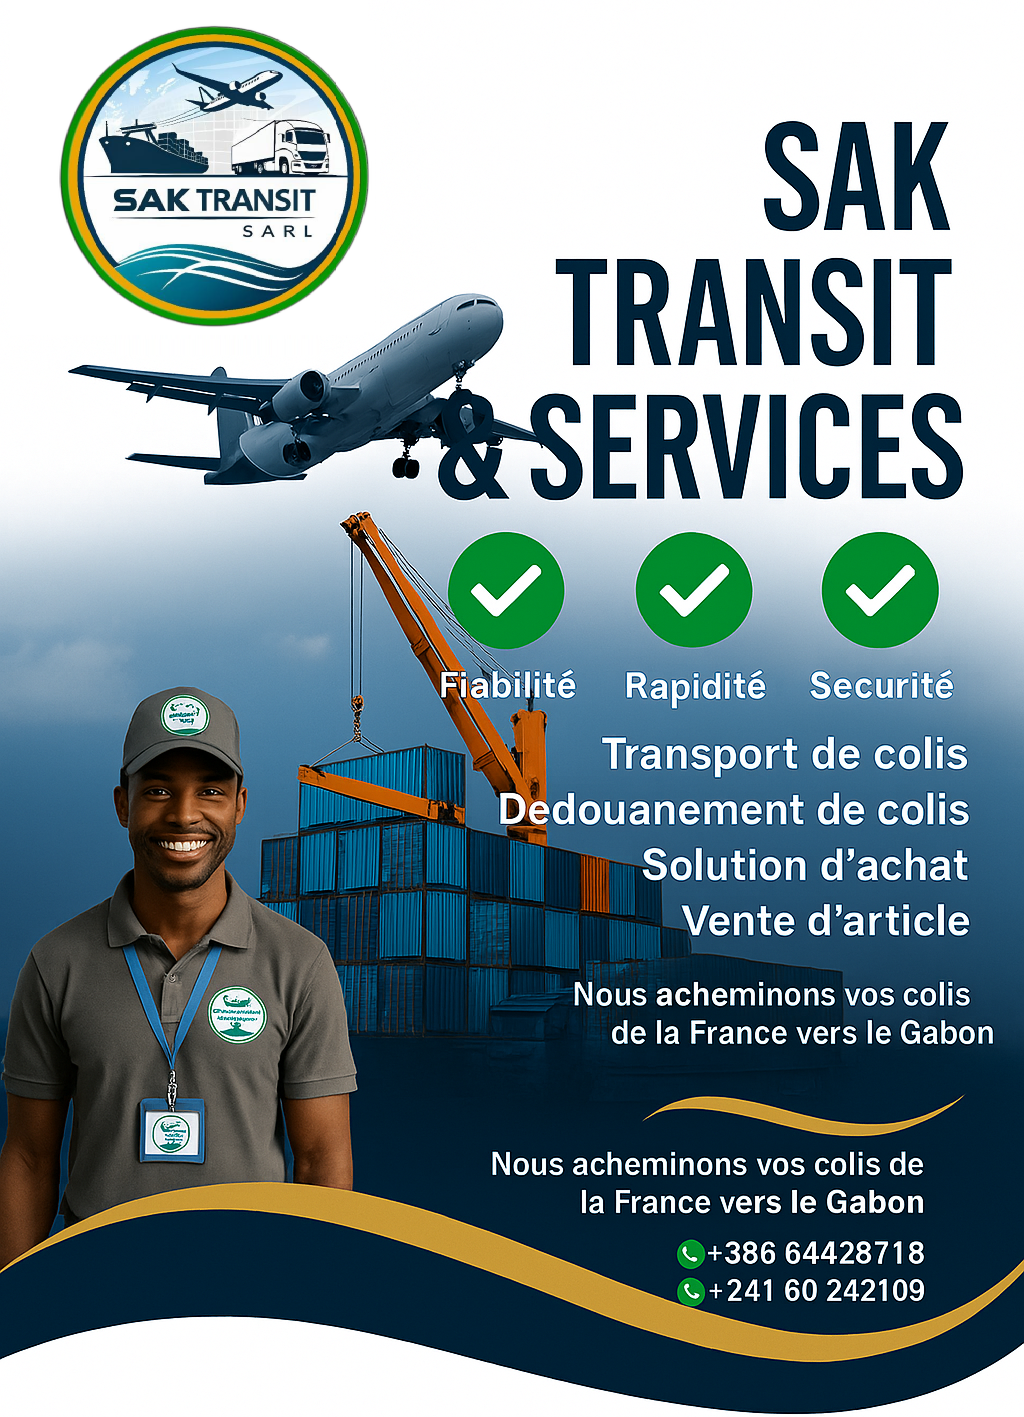 SAK TRANSIT
SARL
SAK
TRANSIT
& SERVICES
Fiabilité
Rapidité
Securité
Transport de colis
Dedouanement de colis
Solution d'achat
Vente d'article
Nous acheminons vos colis
de la France vers le Gabon
Nous acheminons vos colis de
la France vers le Gabon
+386 64428718
+241 60 242109